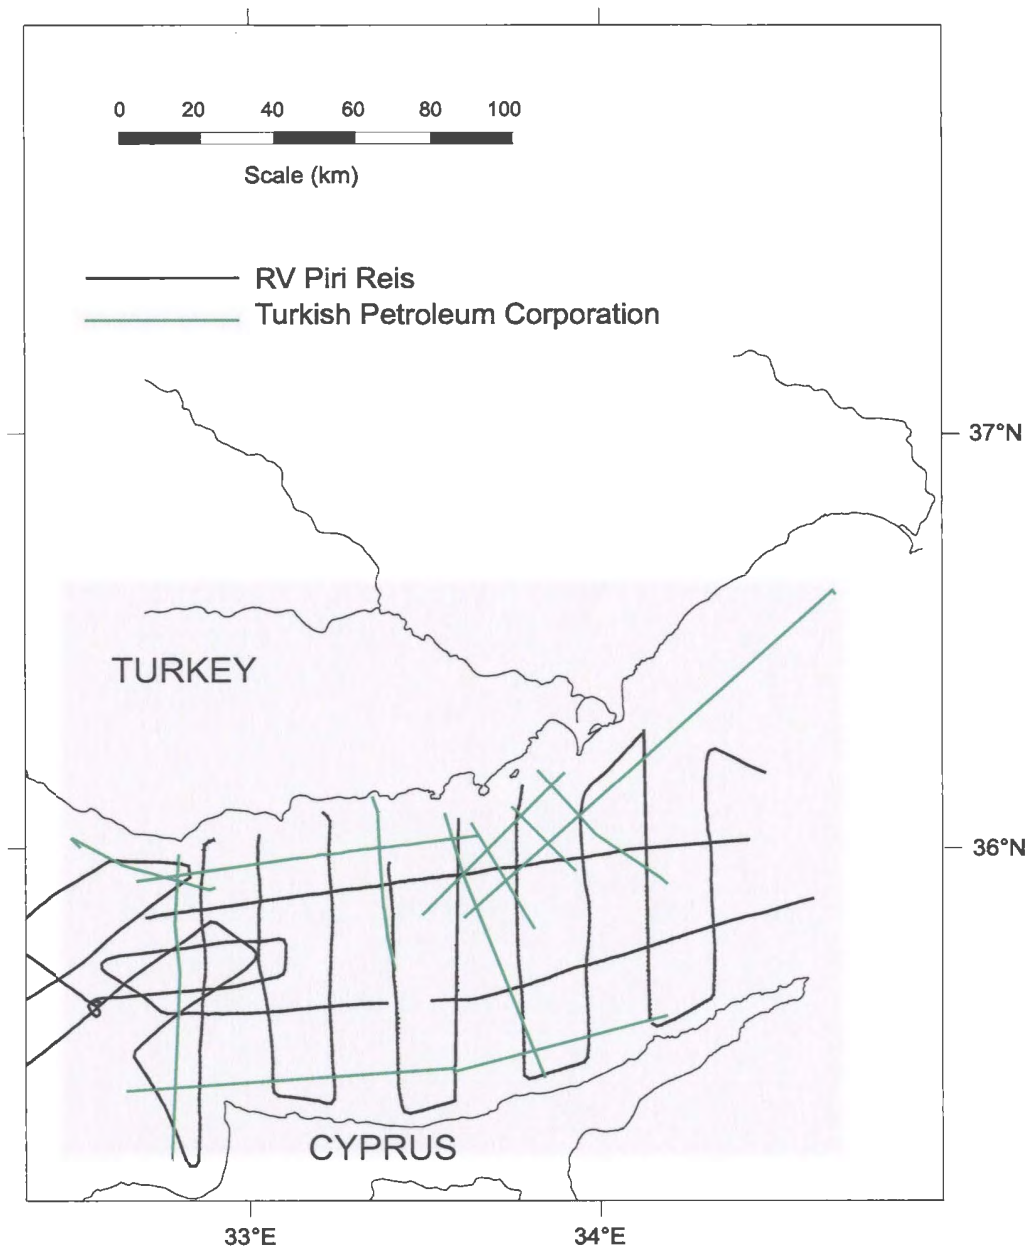 0 20 40 60 80 100
Scale (km)
RV Piri Reis
Turkish Petroleum Corporation
37°N
TURKEY
36°N
CYPRUS
33°E 34°E